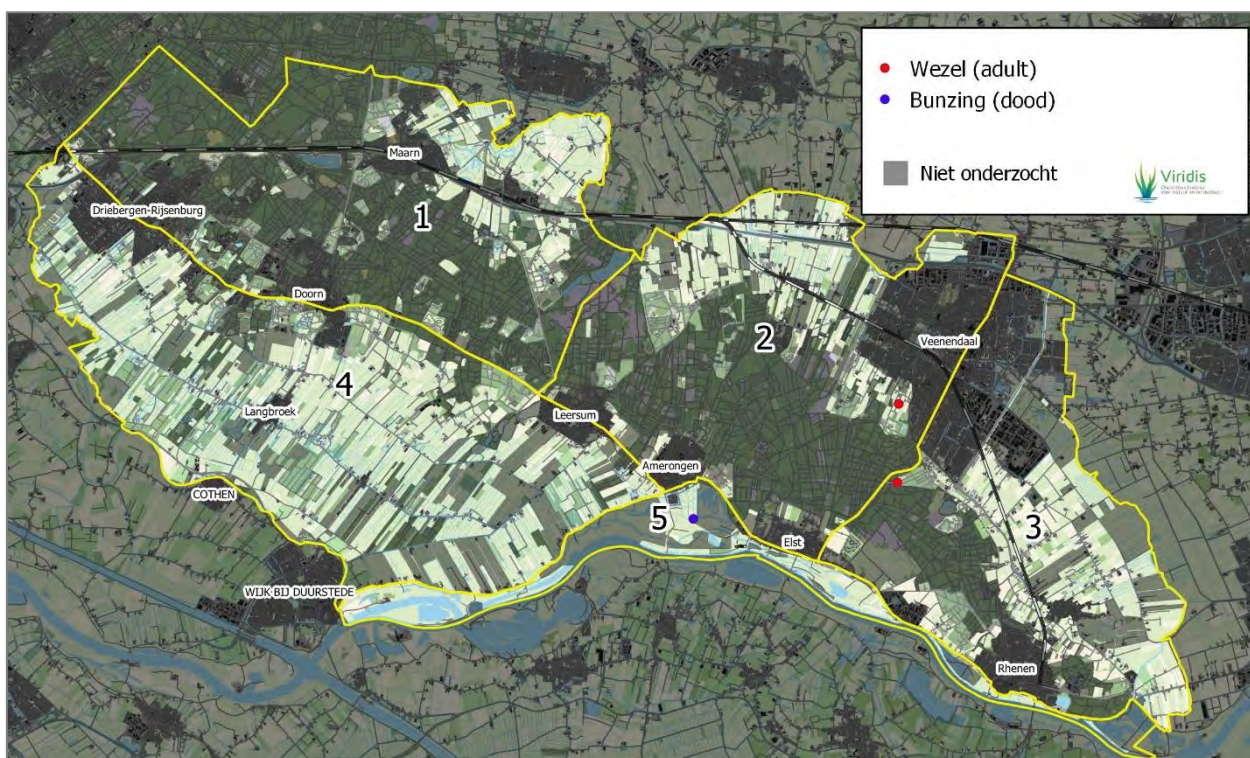 Wezel (adult)
Bunzing (dood)
Niet onderzocht
Viridis
Maarn
1
Driebergen-Rijsenburg
2
Doorn
Veenendaal
4
Langbroek
Leersum
Amerongen
COTHEN
5
3
Elst
WIJK BIJ DUURSTEDE
Rhenen